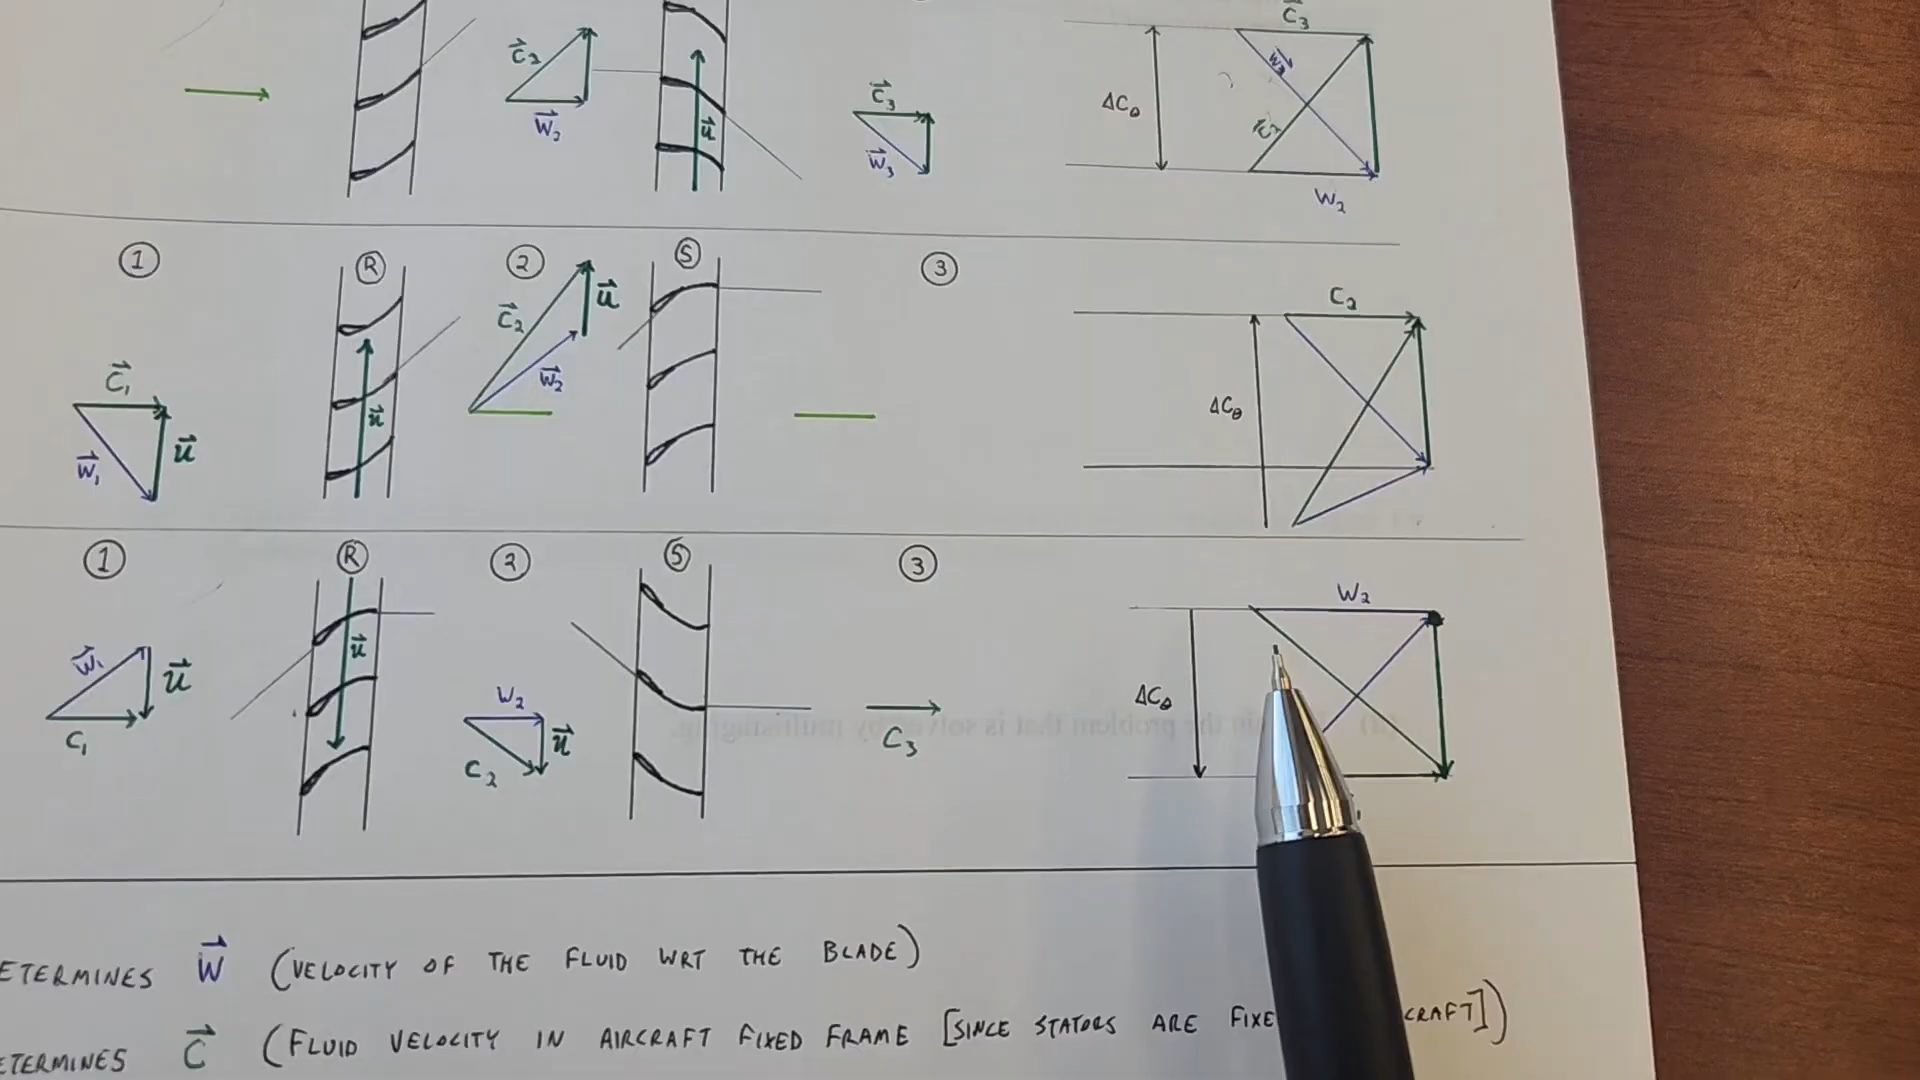 C₂ W₂ u C₃ W₃ ΔCθ C₃ W₃ C₂ W₂
① Ⓡ ② Ⓢ ③
C₁ W₁ u u C₂ u W₂ ΔCθ C₂
① Ⓡ ② Ⓢ ③
W₁ u C₁ u W₂ u C₂ C₃ ΔCθ W₂
ETERMINES W (VELOCITY OF THE FLUID WRT THE BLADE)
ETERMINES C (FLUID VELOCITY IN AIRCRAFT FIXED FRAME [SINCE STATORS ARE FIXE CRAFT])